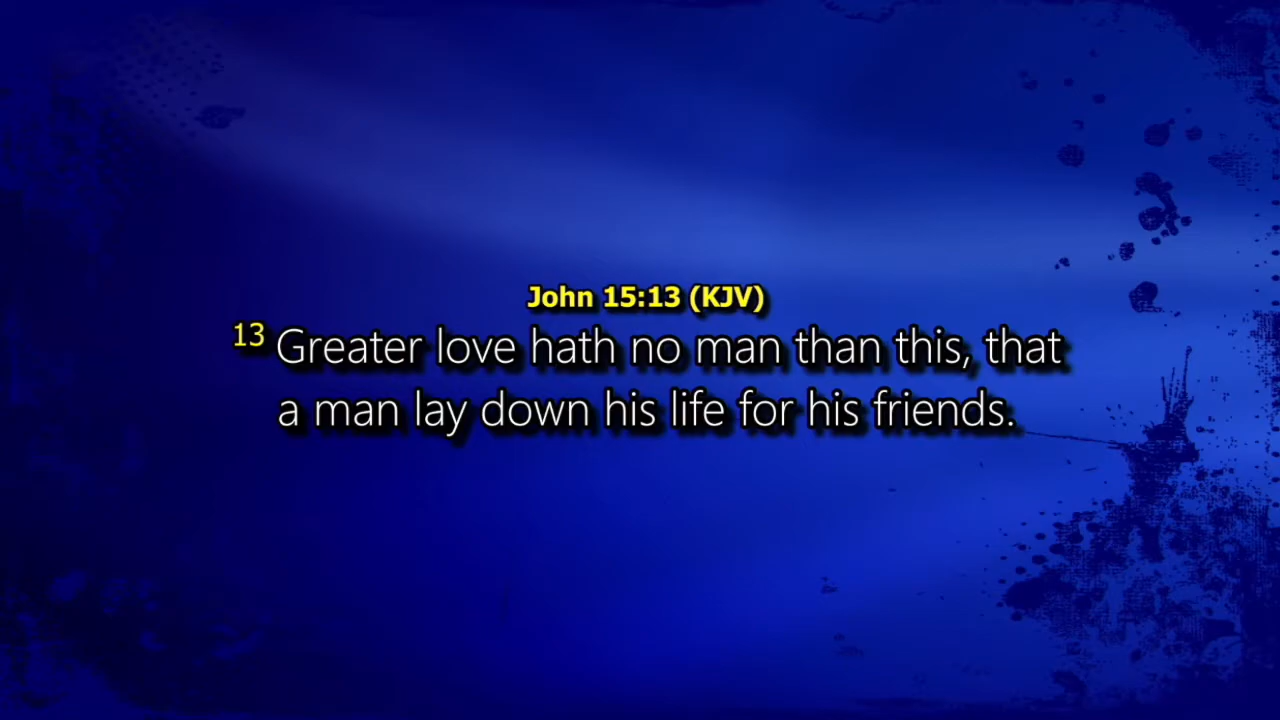 John 15:13 (KJV)
13 Greater love hath no man than this, that
a man lay down his life for his friends.